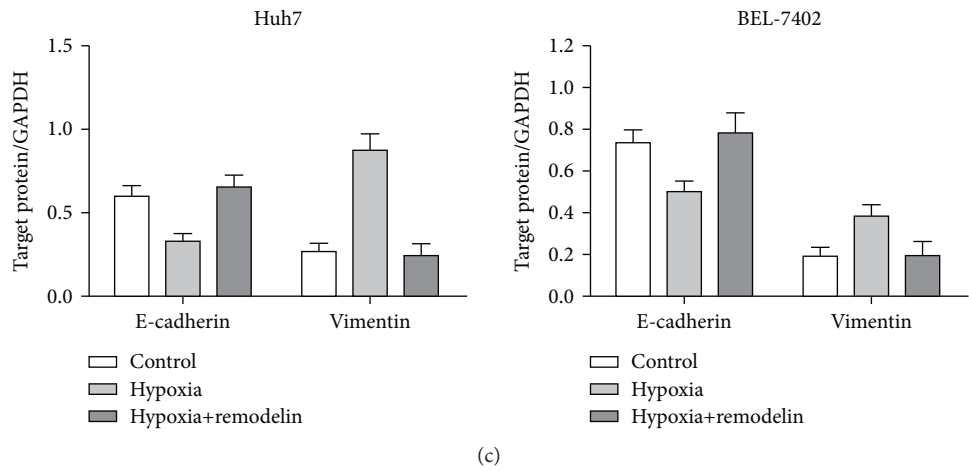 Huh7
Target protein/GAPDH
1.5
1.0
0.5
0.0
E-cadherin
Vimentin
Control
Hypoxia
Hypoxia+remodelin
BEL-7402
Target protein/GAPDH
1.2
1.0
0.8
0.6
0.4
0.2
0.0
E-cadherin
Vimentin
Control
Hypoxia
Hypoxia+remodelin
(c)